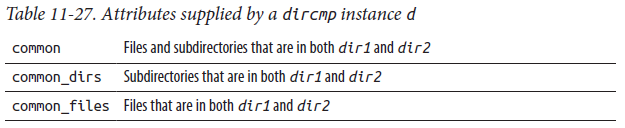 Table 11-27. Attributes supplied by a dircmp instance d
common Files and subdirectories that are in both dir1 and dir2
common_dirs Subdirectories that are in both dir1 and dir2
common_files Files that are in both dir1 and dir2